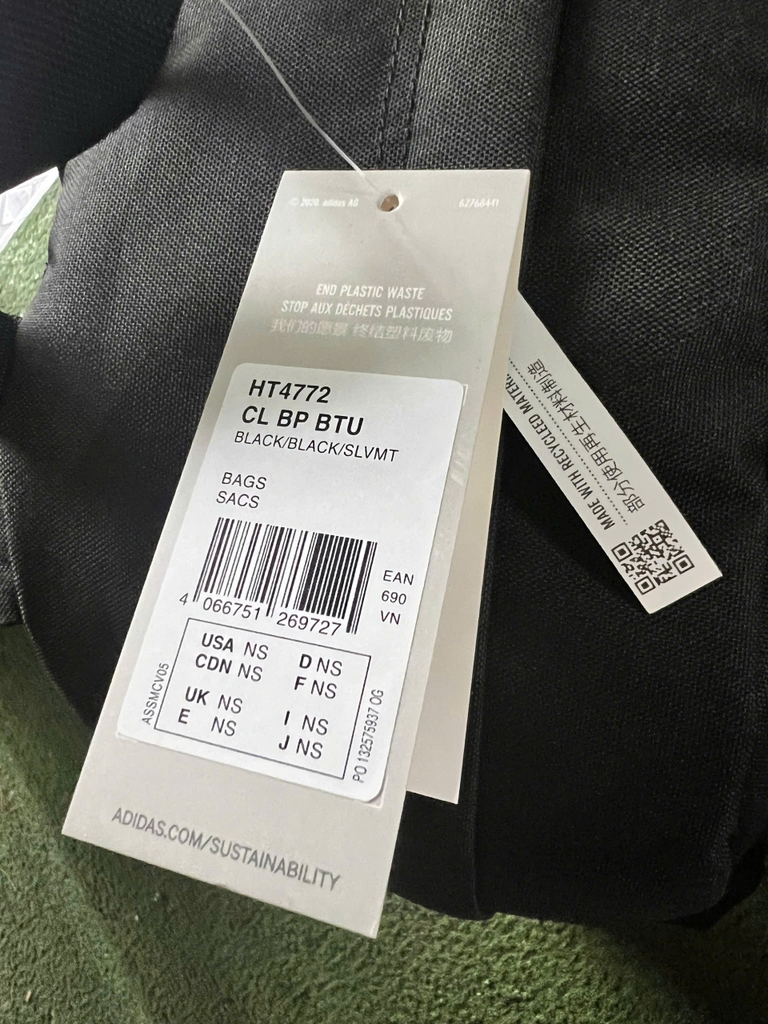 © 2020 adidas AG
62768441
END PLASTIC WASTE
STOP AUX DÉCHETS PLASTIQUES
我们的愿景 终结塑料废物
HT4772
CL BP BTU
BLACK/BLACK/SLVMT
BAGS
SACS
4 066751 269727
EAN
690
VN
USA NS
D NS
CDN NS
F NS
UK NS
I NS
E NS
J NS
ASSMCV05
PO 132575937 OG
ADIDAS.COM/SUSTAINABILITY
MADE WITH RECYCLED
部分使用再生材料制造